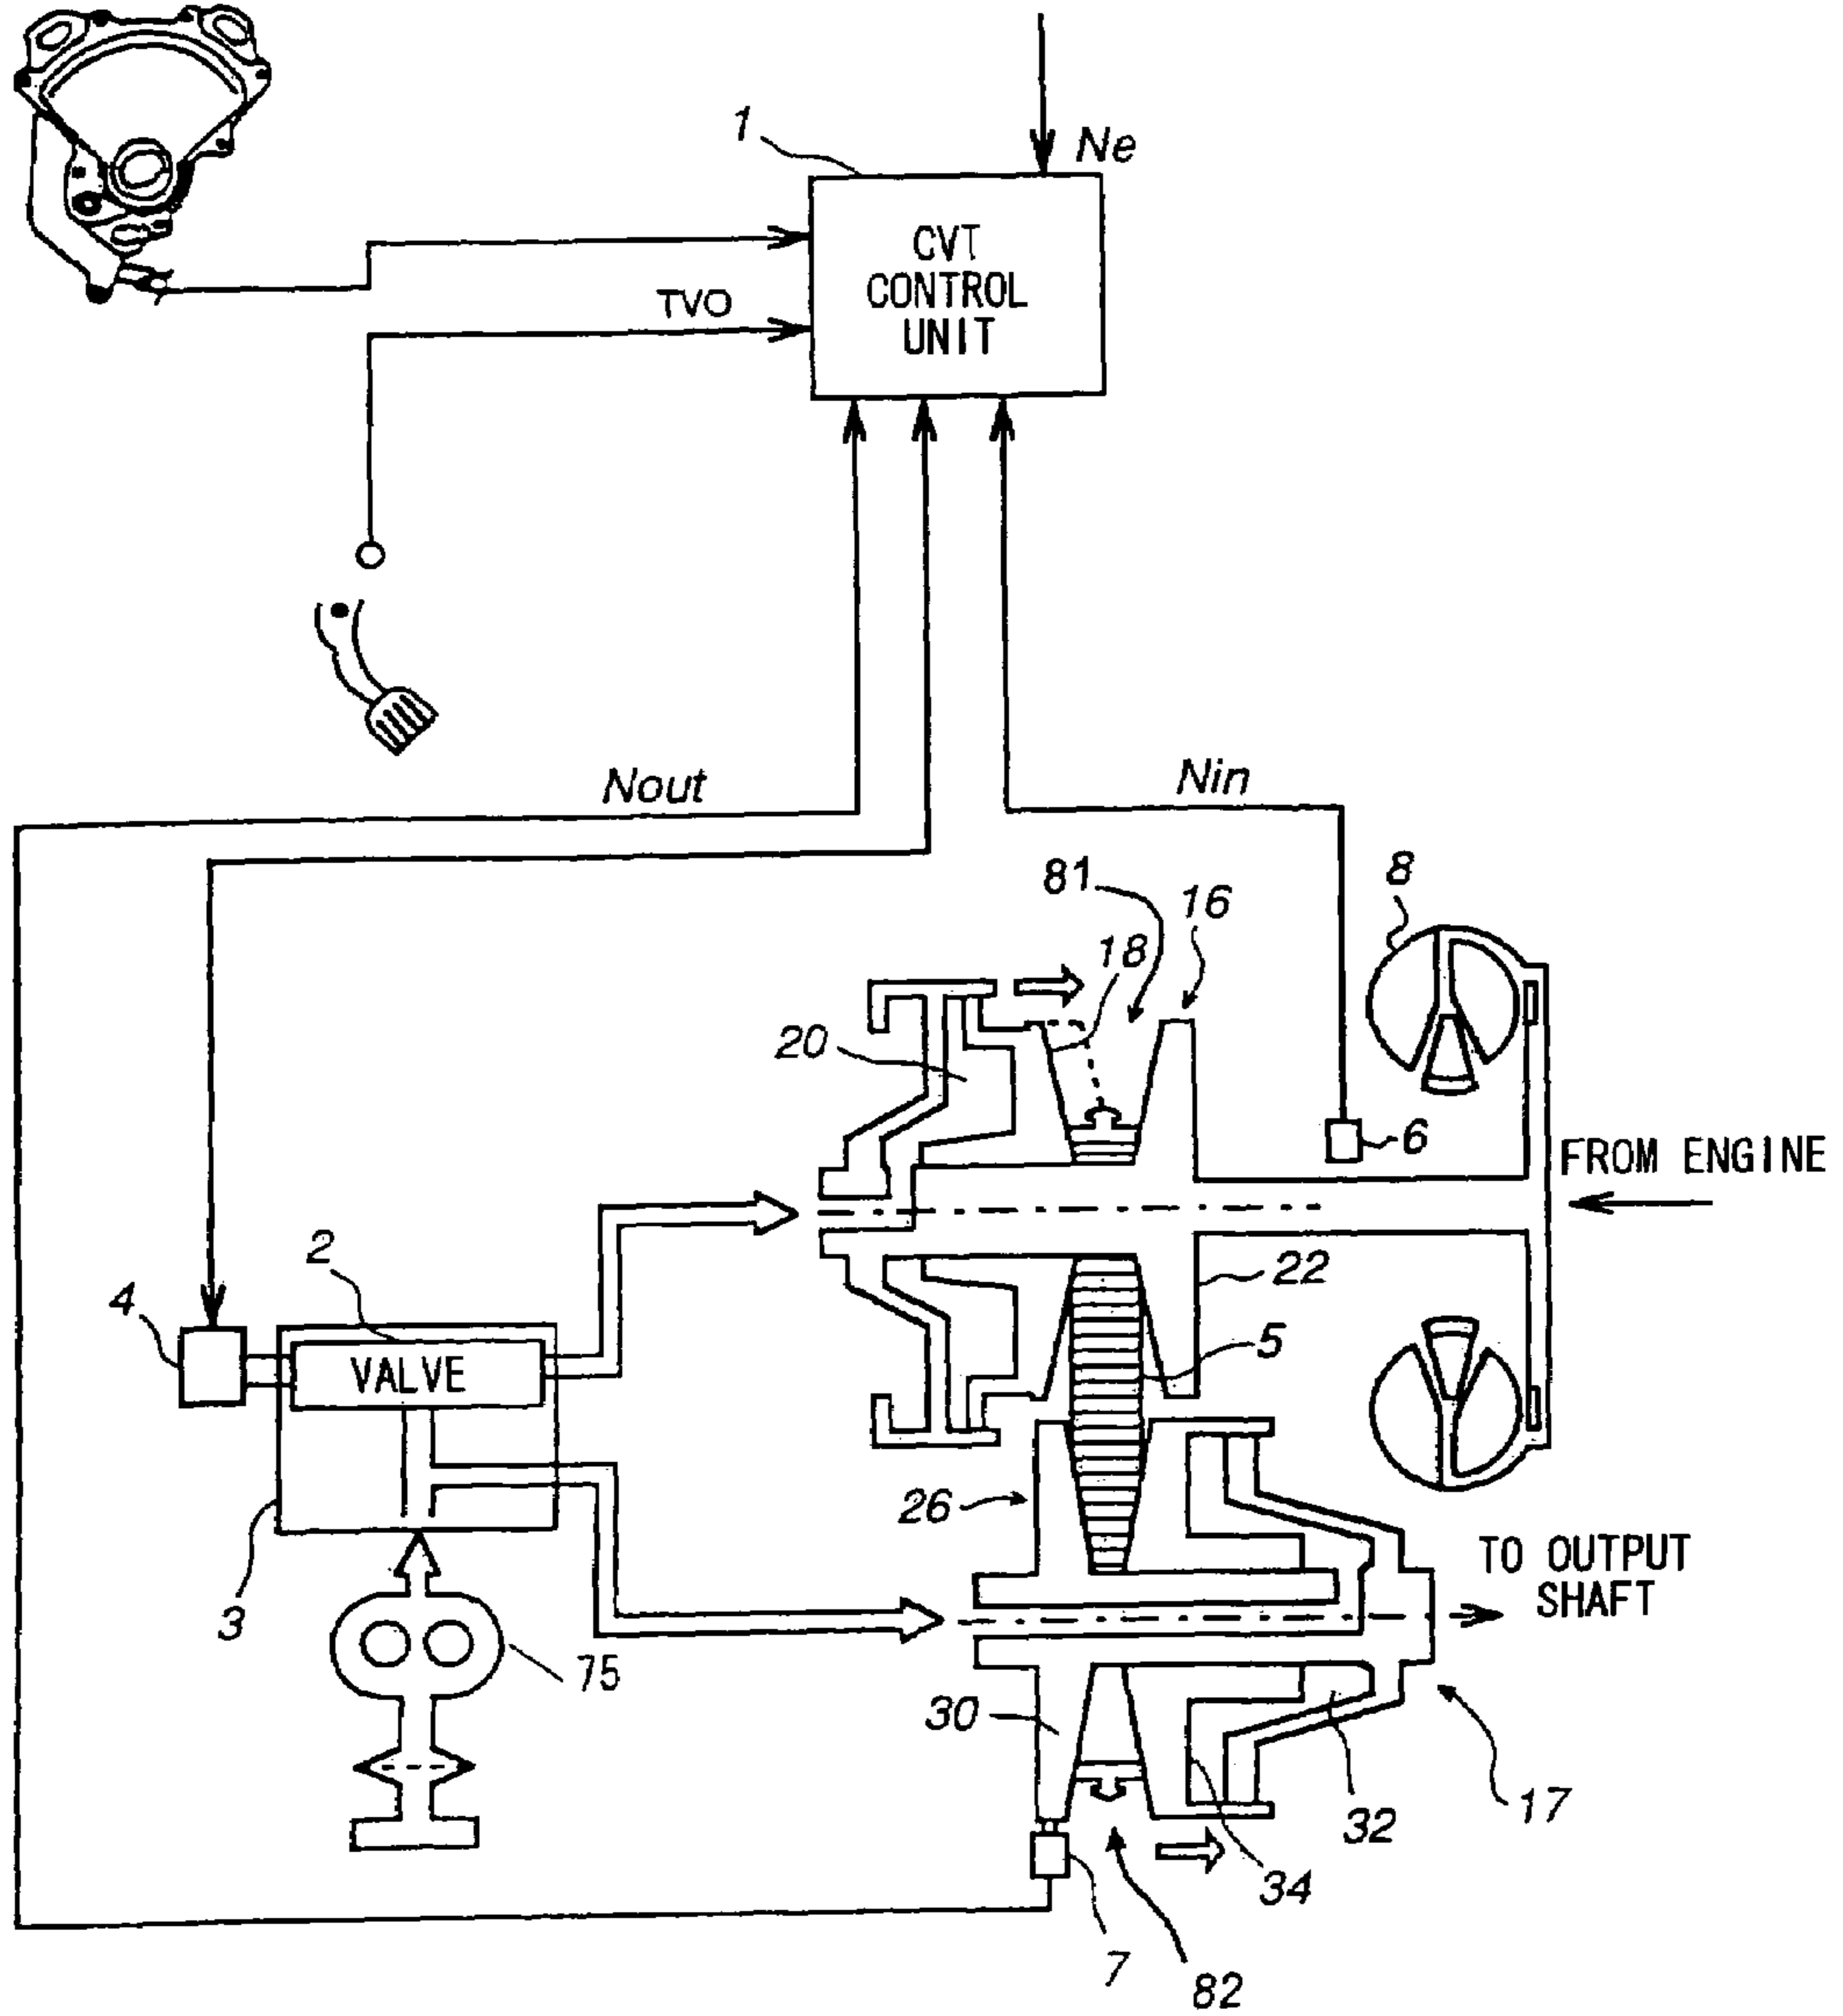 1
Ne
CVT
CONTROL
UNIT
TVO
Nout
Nin
8
81
16
18
20
6
FROM ENGINE
2
22
4
5
VALVE
26
TO OUTPUT
SHAFT
3
75
30
17
32
34
7
82